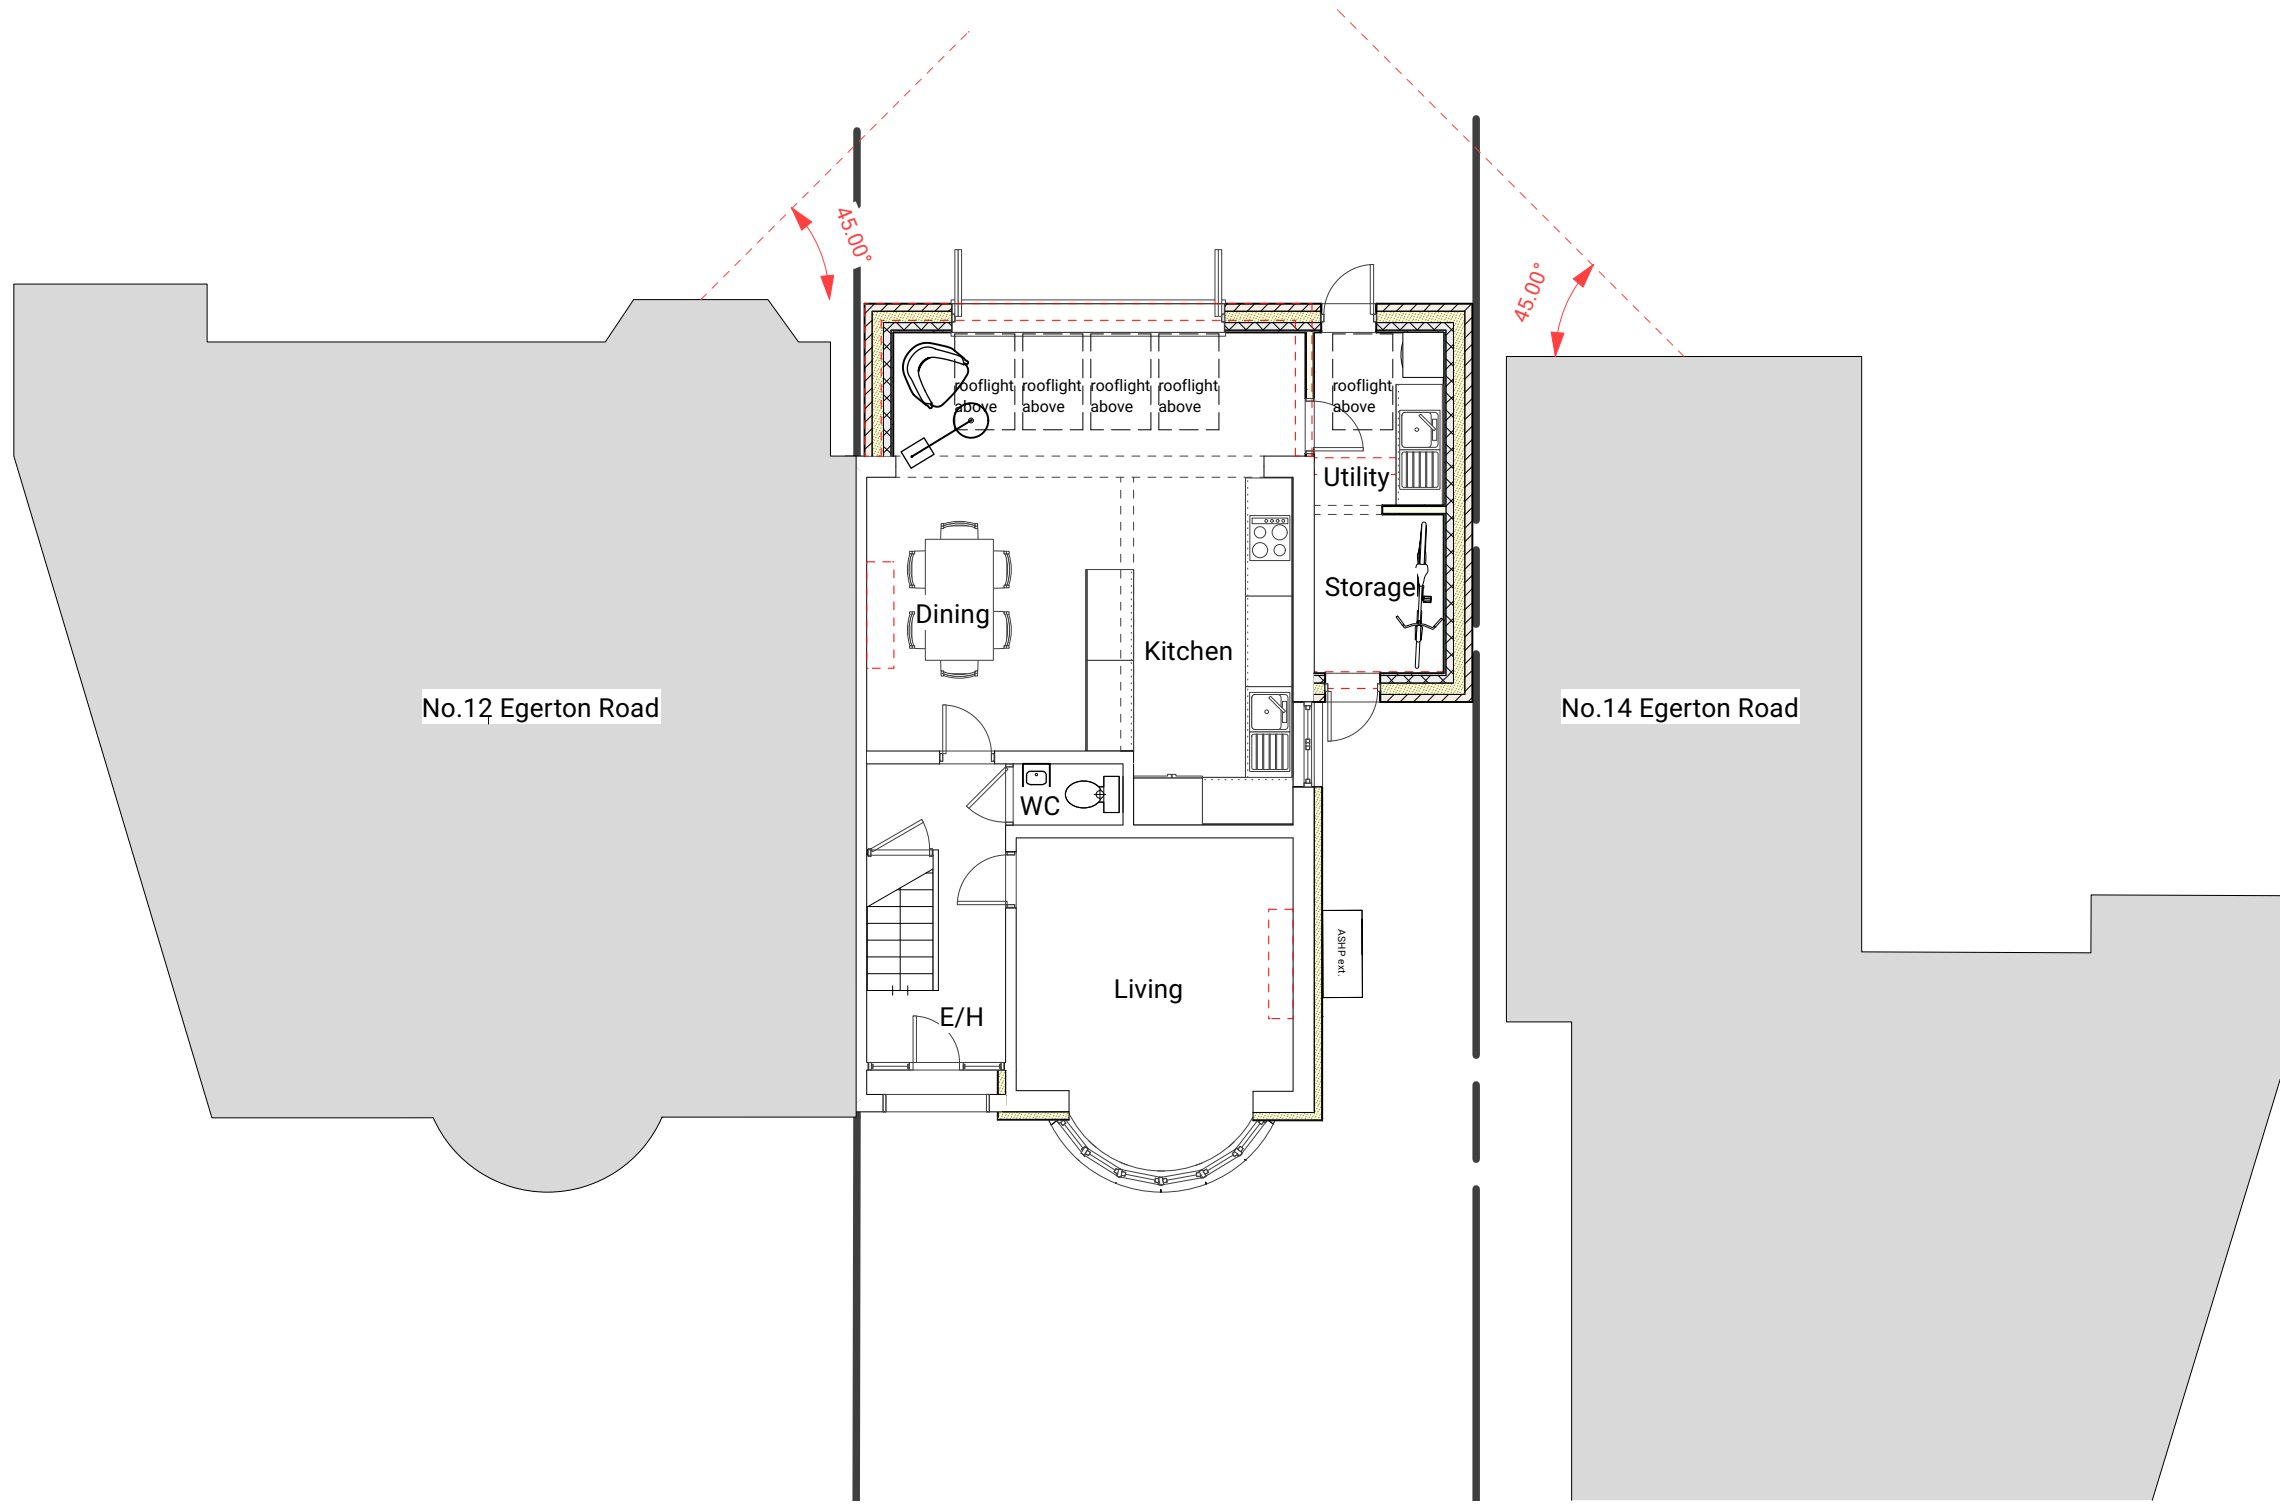 45.00°
45.00°
rooflight rooflight rooflight rooflight rooflight
above above above above above
Utility
Storage
Dining
Kitchen
No.12 Egerton Road
No.14 Egerton Road
WC
ASHP ext.
Living
E/H